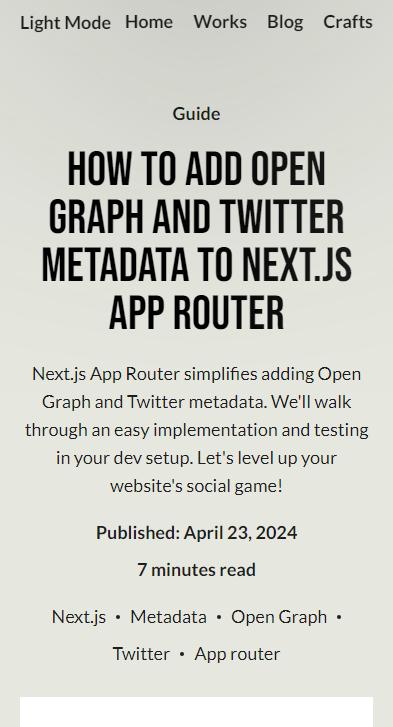 Light Mode Home Works Blog Crafts
Guide
HOW TO ADD OPEN
GRAPH AND TWITTER
METADATA TO NEXT.JS
APP ROUTER
Next.js App Router simplifies adding Open
Graph and Twitter metadata. We'll walk
through an easy implementation and testing
in your dev setup. Let's level up your
website's social game!
Published: April 23, 2024
7 minutes read
Next.js • Metadata • Open Graph •
Twitter • App router